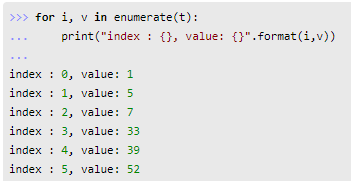 >>> for i, v in enumerate(t):
...     print("index : {}, value: {}".format(i,v))
...
index : 0, value: 1
index : 1, value: 5
index : 2, value: 7
index : 3, value: 33
index : 4, value: 39
index : 5, value: 52